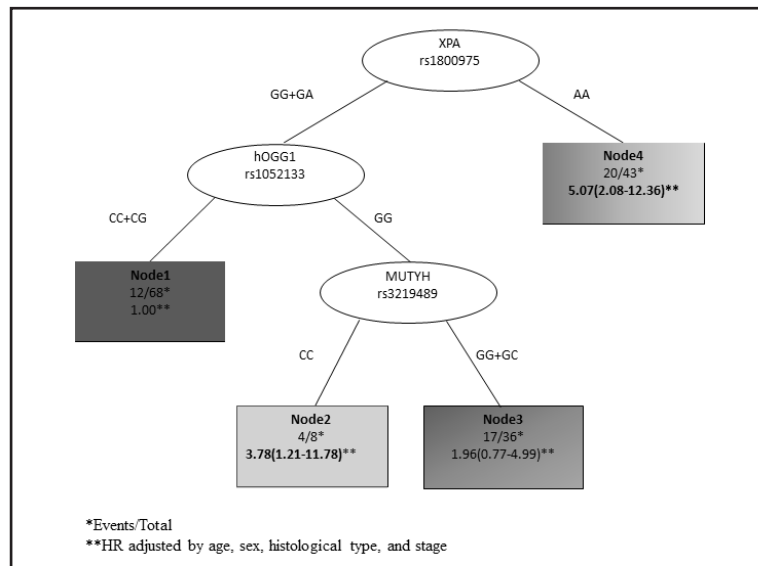 XPA
rs1800975
GG+GA
AA
hOGG1
rs1052133
Node4
20/43*
5.07(2.08-12.36)**
CC+CG
GG
Node1
12/68*
1.00**
MUTYH
rs3219489
CC
GG+GC
Node2
4/8*
3.78(1.21-11.78)**
Node3
17/36*
1.96(0.77-4.99)**
*Events/Total
**HR adjusted by age, sex, histological type, and stage